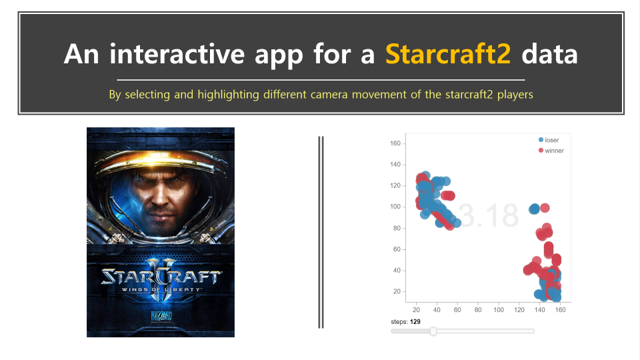 An interactive app for a Starcraft2 data
By selecting and highlighting different camera movement of the starcraft2 players
STARCRAFT
II
WINGS OF LIBERTY
BLIZZARD
loser
winner
160
140
120
100
80
60
40
20
3.18
20 40 60 80 100 120 140 160
steps: 129